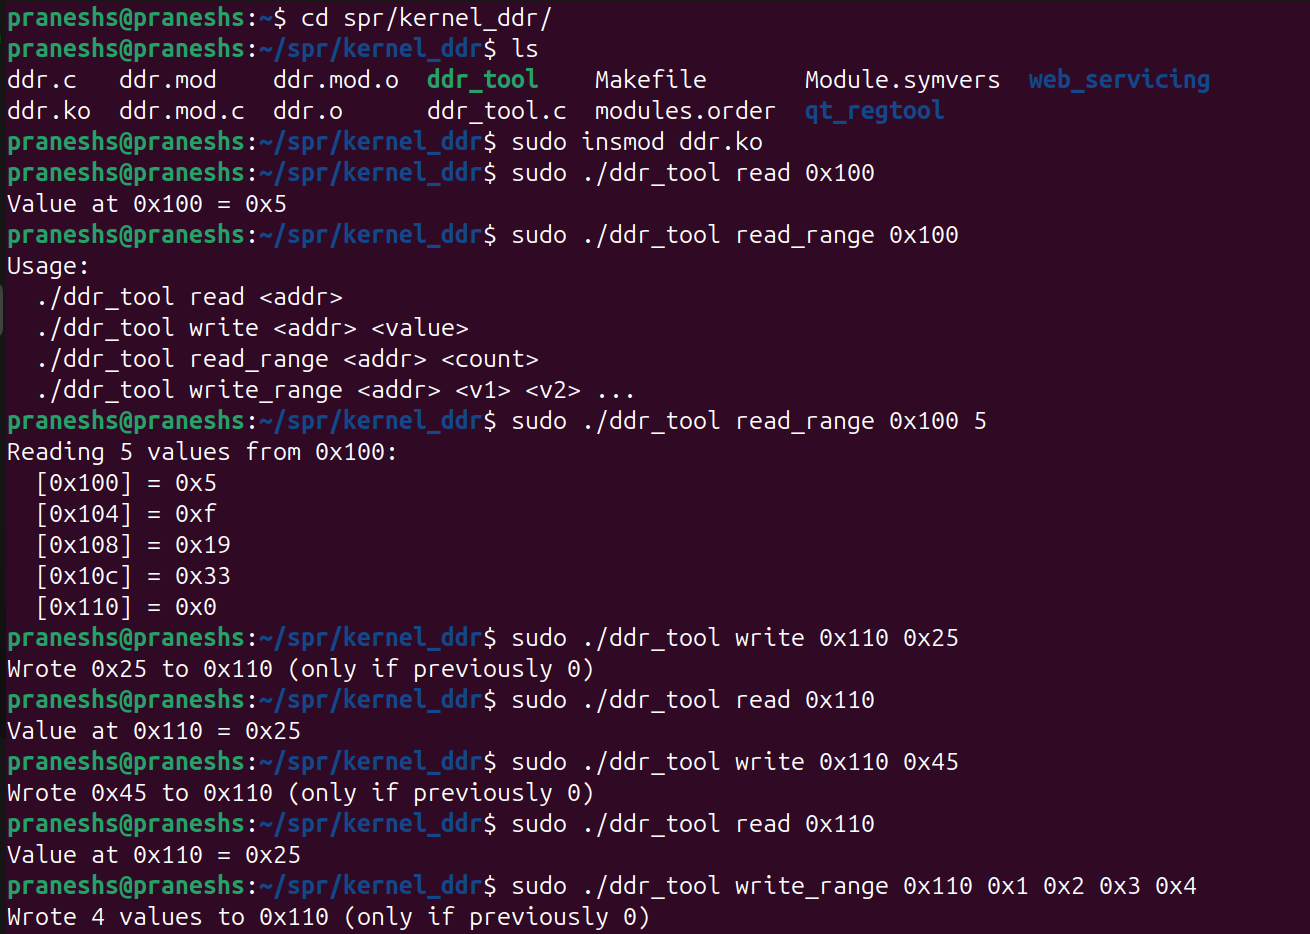 praneshs@praneshs:~$ cd spr/kernel_ddr/
praneshs@praneshs:~/spr/kernel_ddr$ ls
ddr.c   ddr.mod    ddr.mod.o  ddr_tool    Makefile       Module.symvers  web_servicing
ddr.ko  ddr.mod.c  ddr.o      ddr_tool.c  modules.order  qt_regtool
praneshs@praneshs:~/spr/kernel_ddr$ sudo insmod ddr.ko
praneshs@praneshs:~/spr/kernel_ddr$ sudo ./ddr_tool read 0x100
Value at 0x100 = 0x5
praneshs@praneshs:~/spr/kernel_ddr$ sudo ./ddr_tool read_range 0x100
Usage:
  ./ddr_tool read <addr>
  ./ddr_tool write <addr> <value>
  ./ddr_tool read_range <addr> <count>
  ./ddr_tool write_range <addr> <v1> <v2> ...
praneshs@praneshs:~/spr/kernel_ddr$ sudo ./ddr_tool read_range 0x100 5
Reading 5 values from 0x100:
  [0x100] = 0x5
  [0x104] = 0xf
  [0x108] = 0x19
  [0x10c] = 0x33
  [0x110] = 0x0
praneshs@praneshs:~/spr/kernel_ddr$ sudo ./ddr_tool write 0x110 0x25
Wrote 0x25 to 0x110 (only if previously 0)
praneshs@praneshs:~/spr/kernel_ddr$ sudo ./ddr_tool read 0x110
Value at 0x110 = 0x25
praneshs@praneshs:~/spr/kernel_ddr$ sudo ./ddr_tool write 0x110 0x45
Wrote 0x45 to 0x110 (only if previously 0)
praneshs@praneshs:~/spr/kernel_ddr$ sudo ./ddr_tool read 0x110
Value at 0x110 = 0x25
praneshs@praneshs:~/spr/kernel_ddr$ sudo ./ddr_tool write_range 0x110 0x1 0x2 0x3 0x4
Wrote 4 values to 0x110 (only if previously 0)